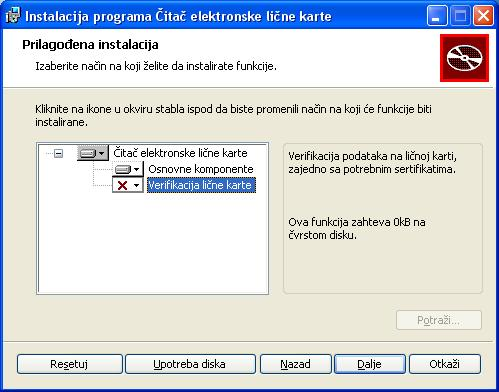 Instalacija programa Čitač elektronske lične karte
Prilagođena instalacija
Izaberite način na koji želite da instalirate funkcije.
Kliknite na ikone u okviru stabla ispod da biste promenili način na koji će funkcije biti
instalirane.
Čitač elektronske lične karte
Osnovne komponente
Verifikacija lične karte
Verifikacija podataka na ličnoj karti,
zajedno sa potrebnim sertifikatima.
Ova funkcija zahteva 0kB na
čvrstom disku.
Potraži...
Resetuj
Upotreba diska
Nazad
Dalje
Otkaži